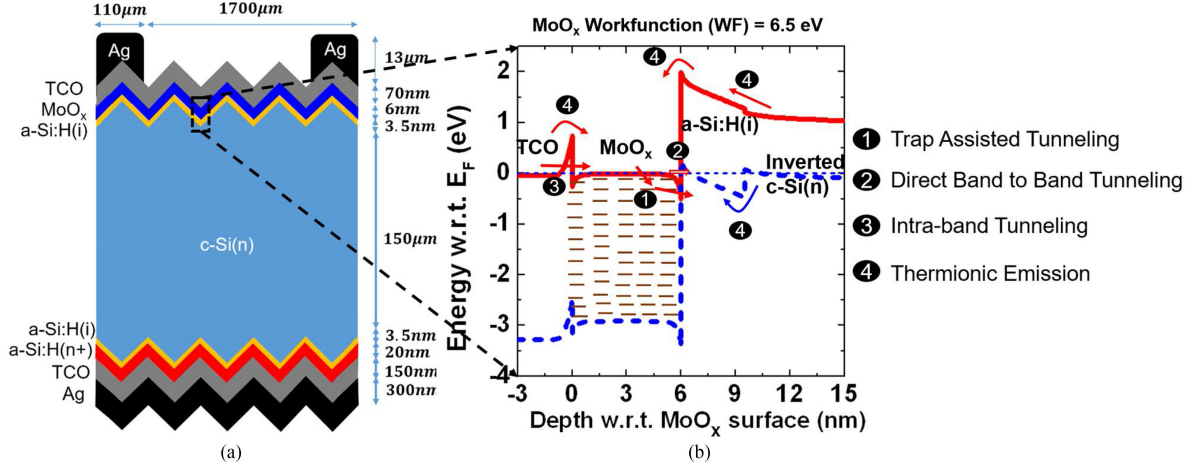 110μm
1700μm
Ag
Ag
TCO
MoOx
a-Si:H(i)
13μm
70nm
6nm
3.5nm
c-Si(n)
150μm
a-Si:H(i)
a-Si:H(n+)
TCO
Ag
3.5nm
20nm
150nm
300nm
(a)
MoOx Workfunction (WF) = 6.5 eV
Energy w.r.t. EF (eV)
2
1
0
-1
-2
-3
-4
4
4
a-Si:H(i)
4
TCO
MoOx
2
Inverted
c-Si(n)
3
1
4
-3 0 3 6 9 12 15
Depth w.r.t. MoOx surface (nm)
(b)
1 Trap Assisted Tunneling
2 Direct Band to Band Tunneling
3 Intra-band Tunneling
4 Thermionic Emission